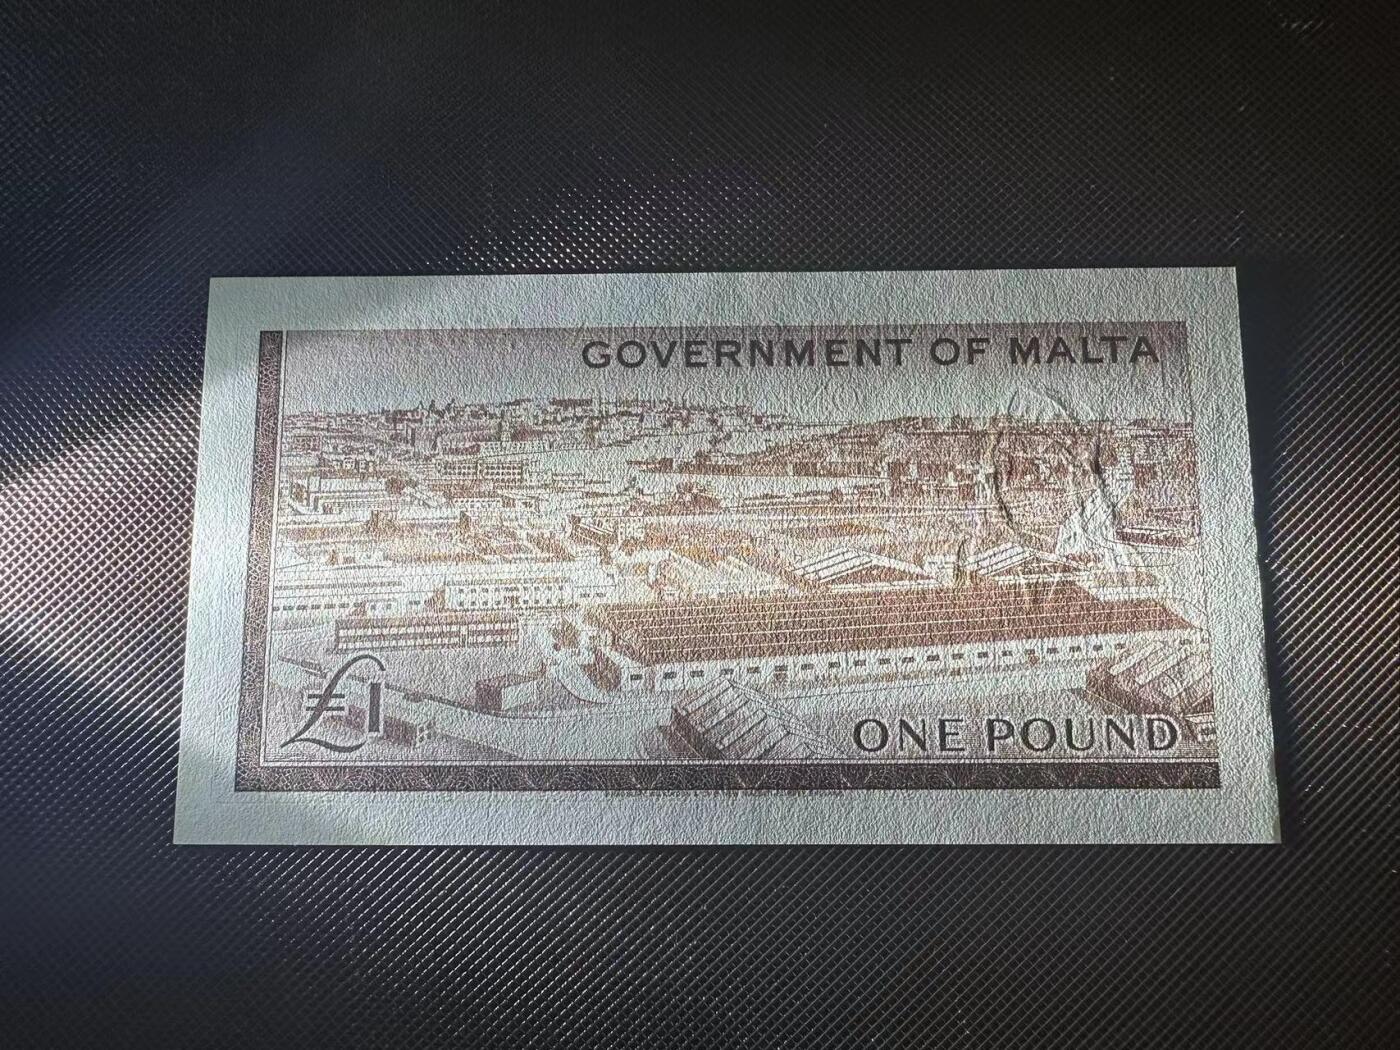 GOVERNMENT OF MALTA
£1
ONE POUND